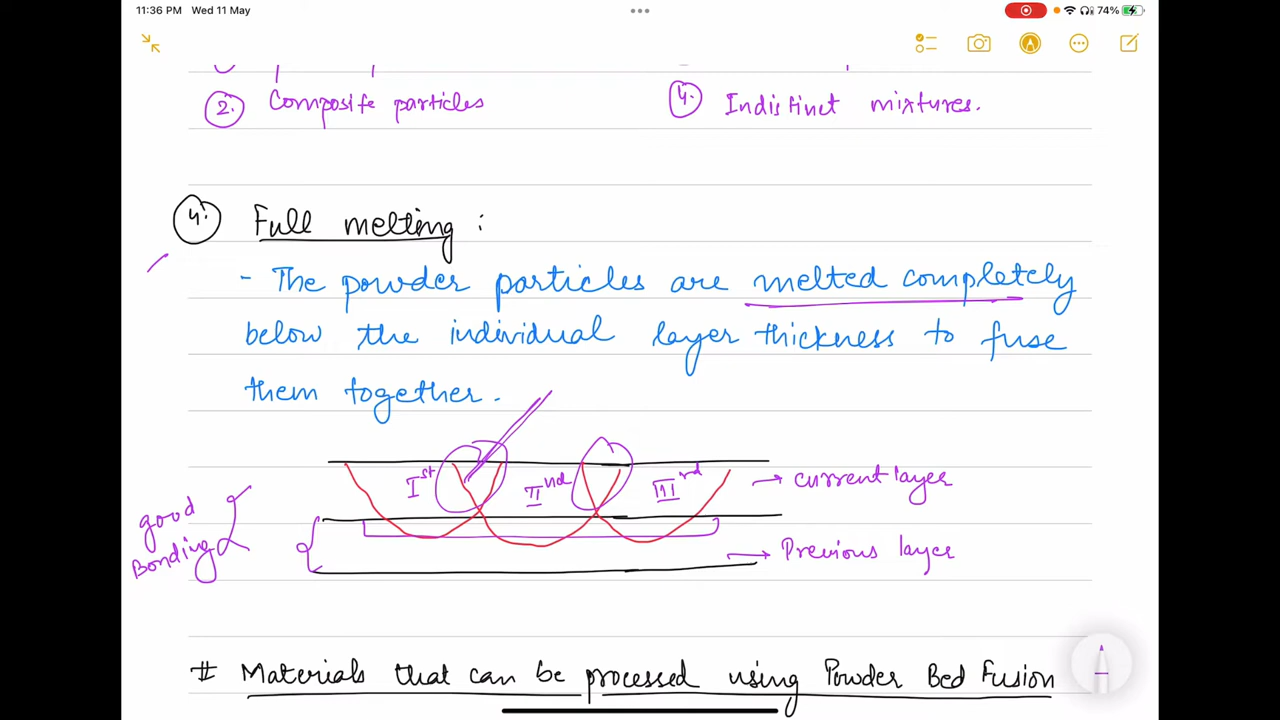 11:36 PM Wed 11 May
74%
2. Composite particles
4. Indistinct mixtures.
4. Full melting :
- The powder particles are melted completely
below the individual layer thickness to fuse
them together.
Ist
IInd
IIIrd
→ current layer
good
Bonding
→ Previous layer
# Materials that can be processed using Powder Bed Fusion